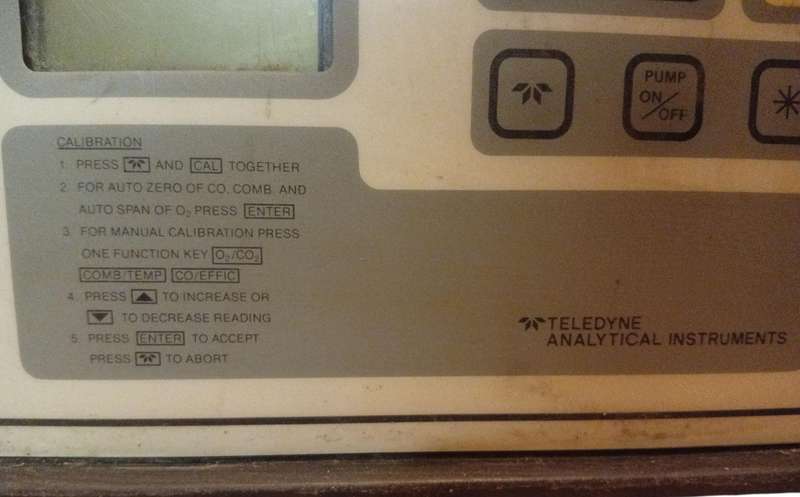 PUMP
ON/OFF
CALIBRATION
1. PRESS AND CAL TOGETHER
2. FOR AUTO ZERO OF CO, COMB. AND
AUTO SPAN OF O₂ PRESS ENTER
3. FOR MANUAL CALIBRATION PRESS
ONE FUNCTION KEY O₂/CO₂
COMB/TEMP CO/EFFIC
4. PRESS ▲ TO INCREASE OR
▼ TO DECREASE READING
5. PRESS ENTER TO ACCEPT
PRESS TO ABORT
TELEDYNE
ANALYTICAL INSTRUMENTS